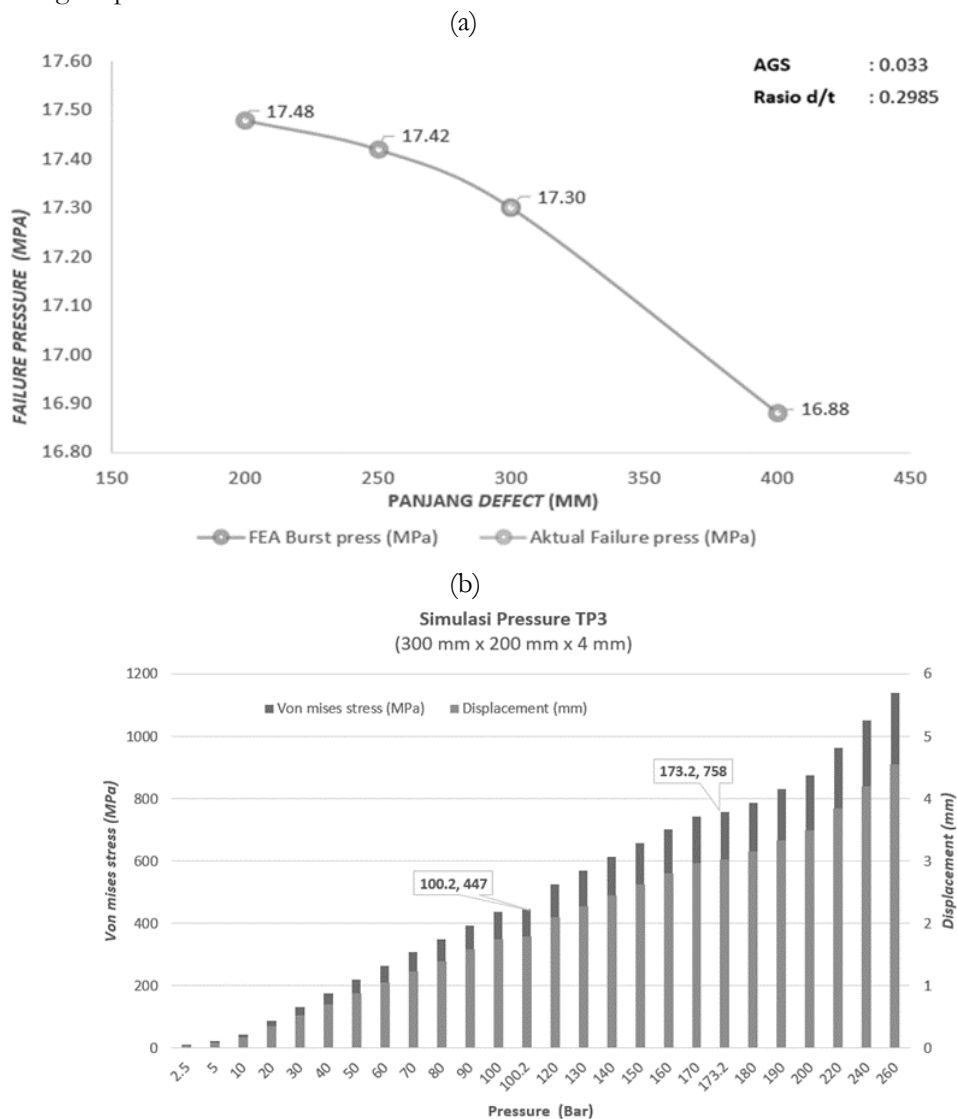 (a)
17.60
17.50
17.40
17.30
17.20
17.10
17.00
16.90
16.80
FAILURE PRESSURE (MPA)
AGS : 0.033
Rasio d/t : 0.2985
17.48
17.42
17.30
16.88
150 200 250 300 350 400 450
PANJANG DEFECT (MM)
FEA Burst press (MPa) Aktual Failure press (MPa)
(b)
Simulasi Pressure TP3
(300 mm x 200 mm x 4 mm)
Von mises stress (MPa) Displacement (mm)
1200
1000
800
600
400
200
0
Von mises stress (MPa)
6
5
4
3
2
1
0
Displacement (mm)
173.2, 758
100.2, 447
2.5 5 10 20 30 40 50 60 70 80 90 100 100.2 120 130 140 150 160 170 173.2 180 190 200 220 240 260
Pressure (Bar)